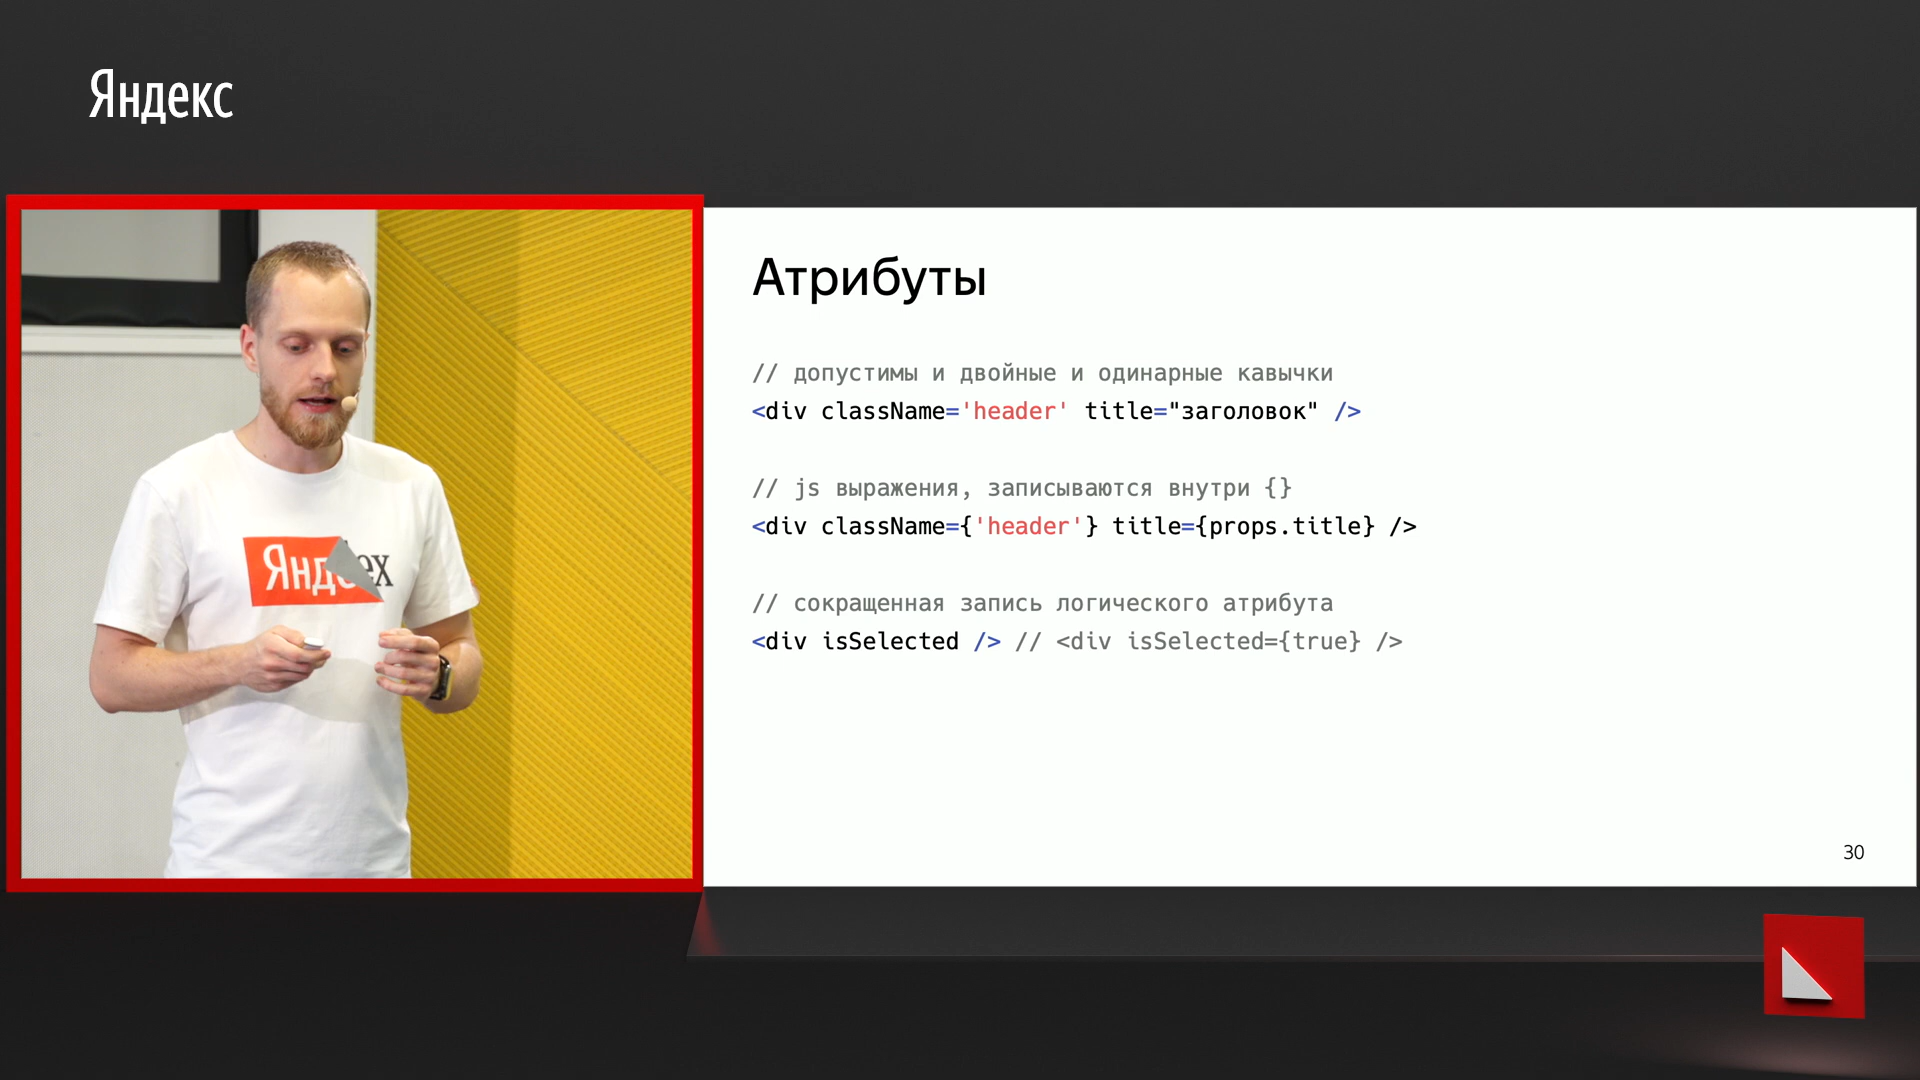 Яндекс
Яндex
Атрибуты
// допустимы и двойные и одинарные кавычки
<div className='header' title="заголовок" />
// js выражения, записываются внутри {}
<div className={'header'} title={props.title} />
// сокращенная запись логического атрибута
<div isSelected /> // <div isSelected={true} />
30